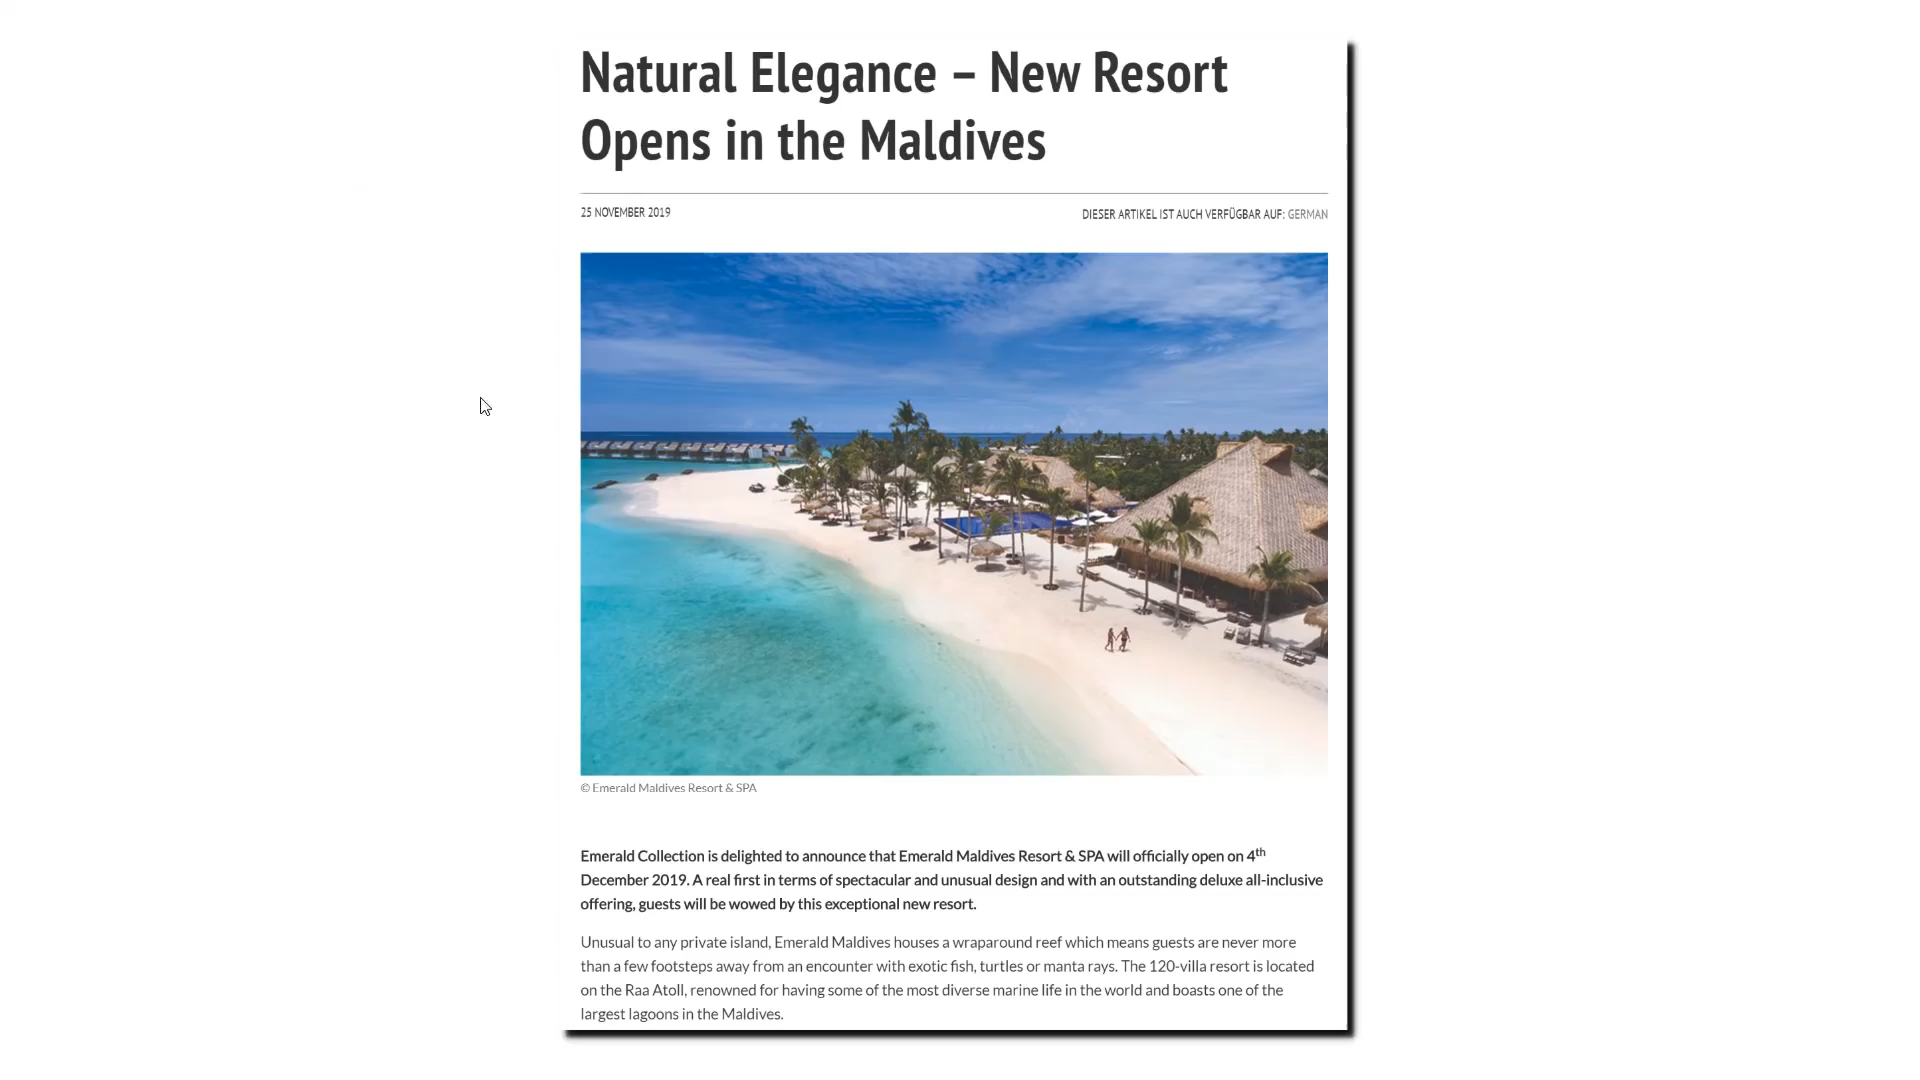 Natural Elegance – New Resort
Opens in the Maldives
25 NOVEMBER 2019
DIESER ARTIKEL IST AUCH VERFÜGBAR AUF: GERMAN
© Emerald Maldives Resort & SPA
Emerald Collection is delighted to announce that Emerald Maldives Resort & SPA will officially open on 4th
December 2019. A real first in terms of spectacular and unusual design and with an outstanding deluxe all-inclusive
offering, guests will be wowed by this exceptional new resort.
Unusual to any private island, Emerald Maldives houses a wraparound reef which means guests are never more
than a few footsteps away from an encounter with exotic fish, turtles or manta rays. The 120-villa resort is located
on the Raa Atoll, renowned for having some of the most diverse marine life in the world and boasts one of the
largest lagoons in the Maldives.